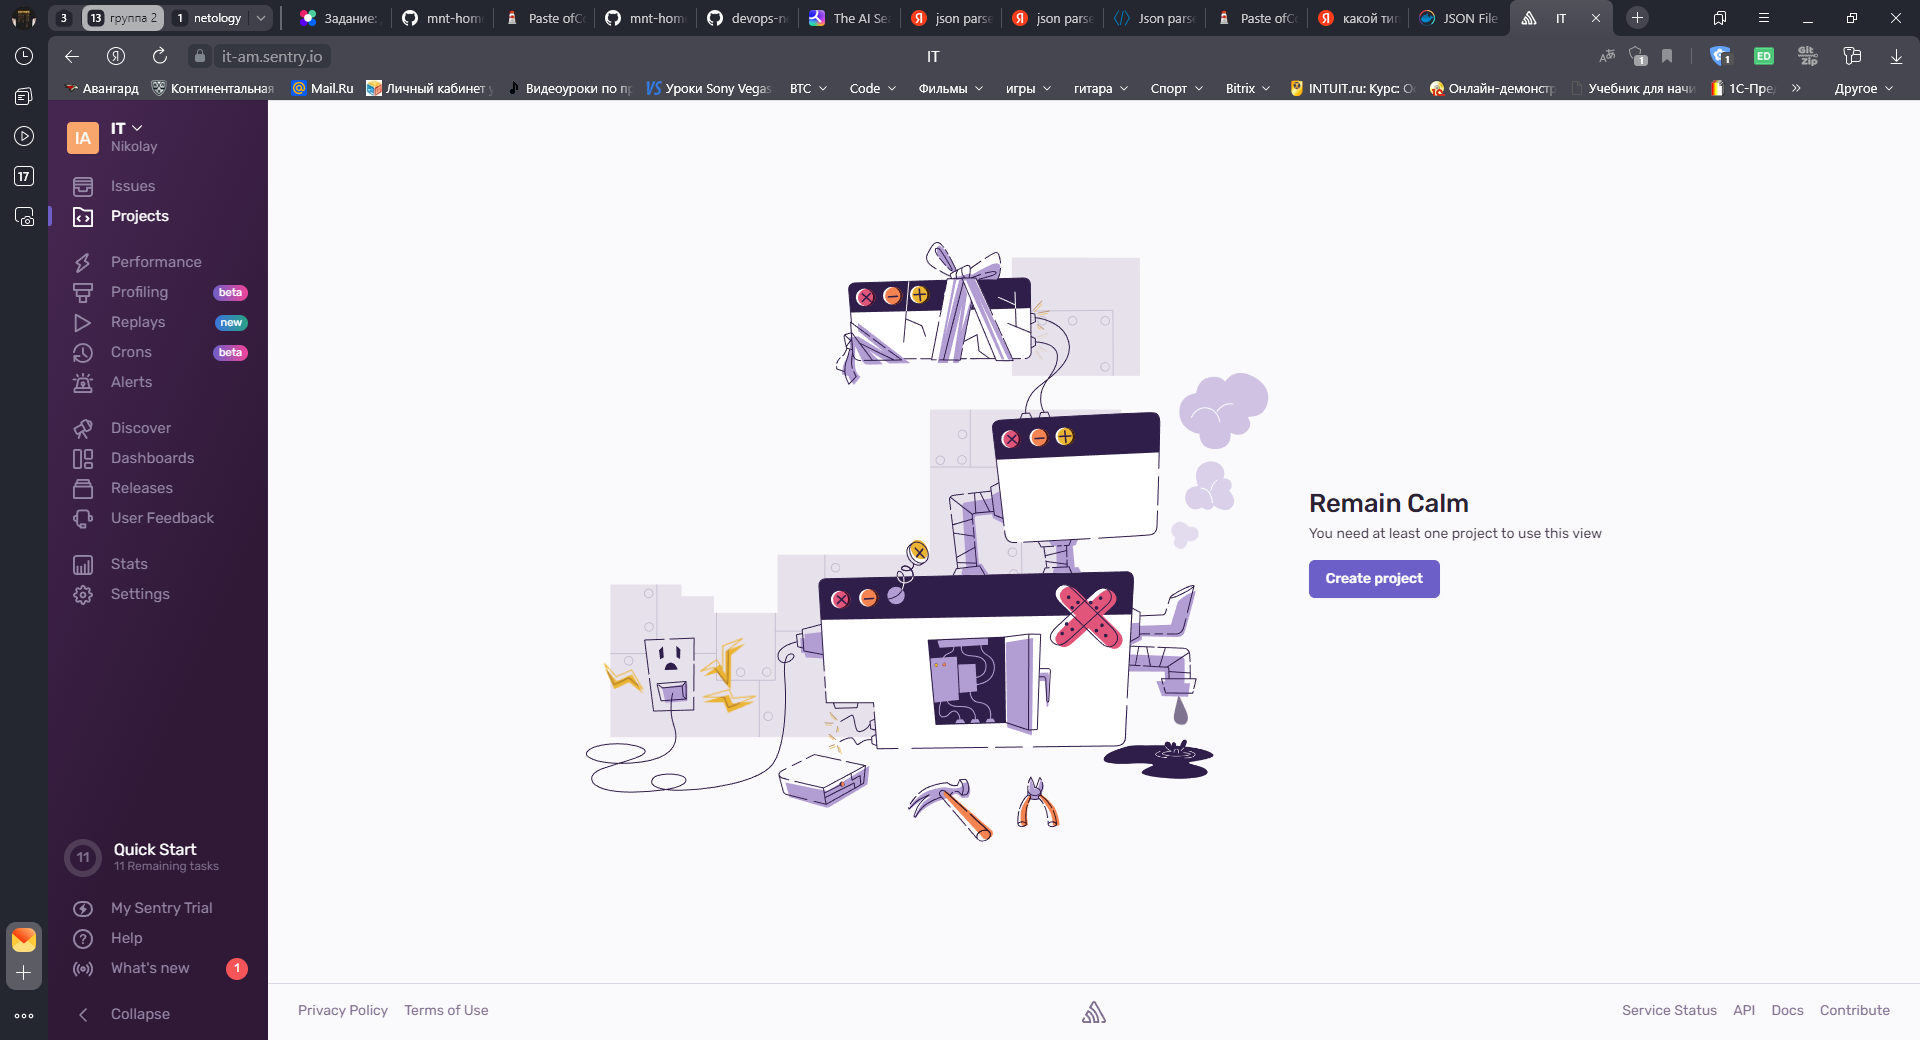 3
13 группа 2
1 netology
Задание:
mnt-hom
Paste ofCo
mnt-hom
devops-n
The AI Sea
json parse
json parse
Json parse
Paste ofCo
какой тип
JSON File
IT
it-am.sentry.io
IT
1
ED
GitZip
Авангард
Континентальная
Mail.Ru
Личный кабинет
Видеоуроки по п
Уроки Sony Vegas
BTC
Code
Фильмы
игры
гитара
Спорт
Bitrix
INTUIT.ru: Курс: О
Онлайн-демонстр
Учебник для начи
1С-Пре
Другое
17
IA
IT
Nikolay
Issues
Projects
Performance
Profiling beta
Replays new
Crons beta
Alerts
Discover
Dashboards
Releases
User Feedback
Stats
Settings
Remain Calm
You need at least one project to use this view
Create project
11
Quick Start
11 Remaining tasks
My Sentry Trial
Help
What's new 1
Collapse
Privacy Policy
Terms of Use
Service Status
API
Docs
Contribute